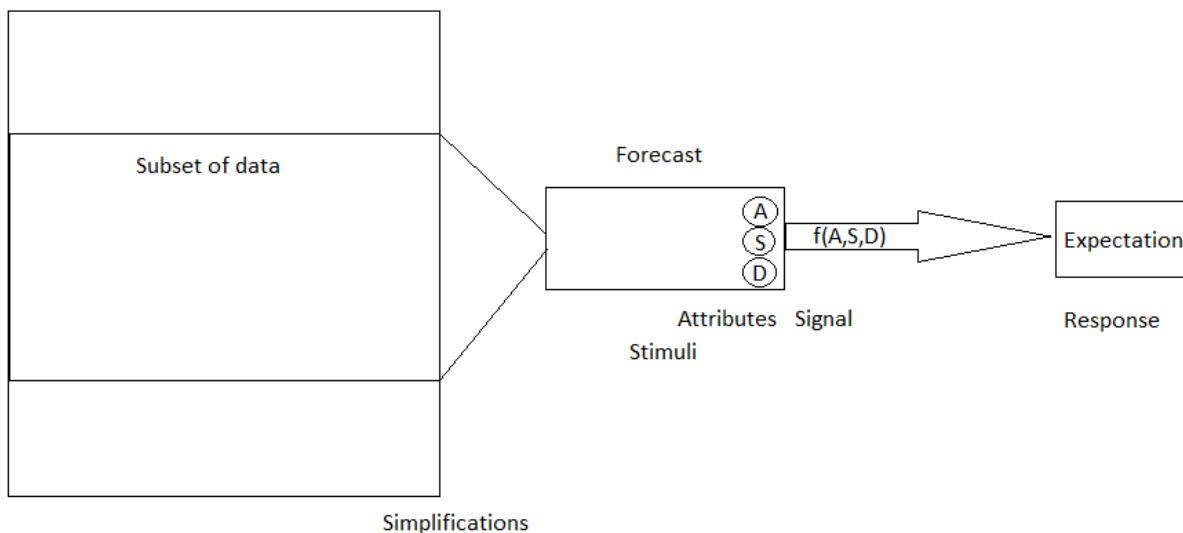 Subset of data
Forecast
A
S
D
f(A,S,D)
Expectation
Attributes
Signal
Response
Stimuli
Simplifications